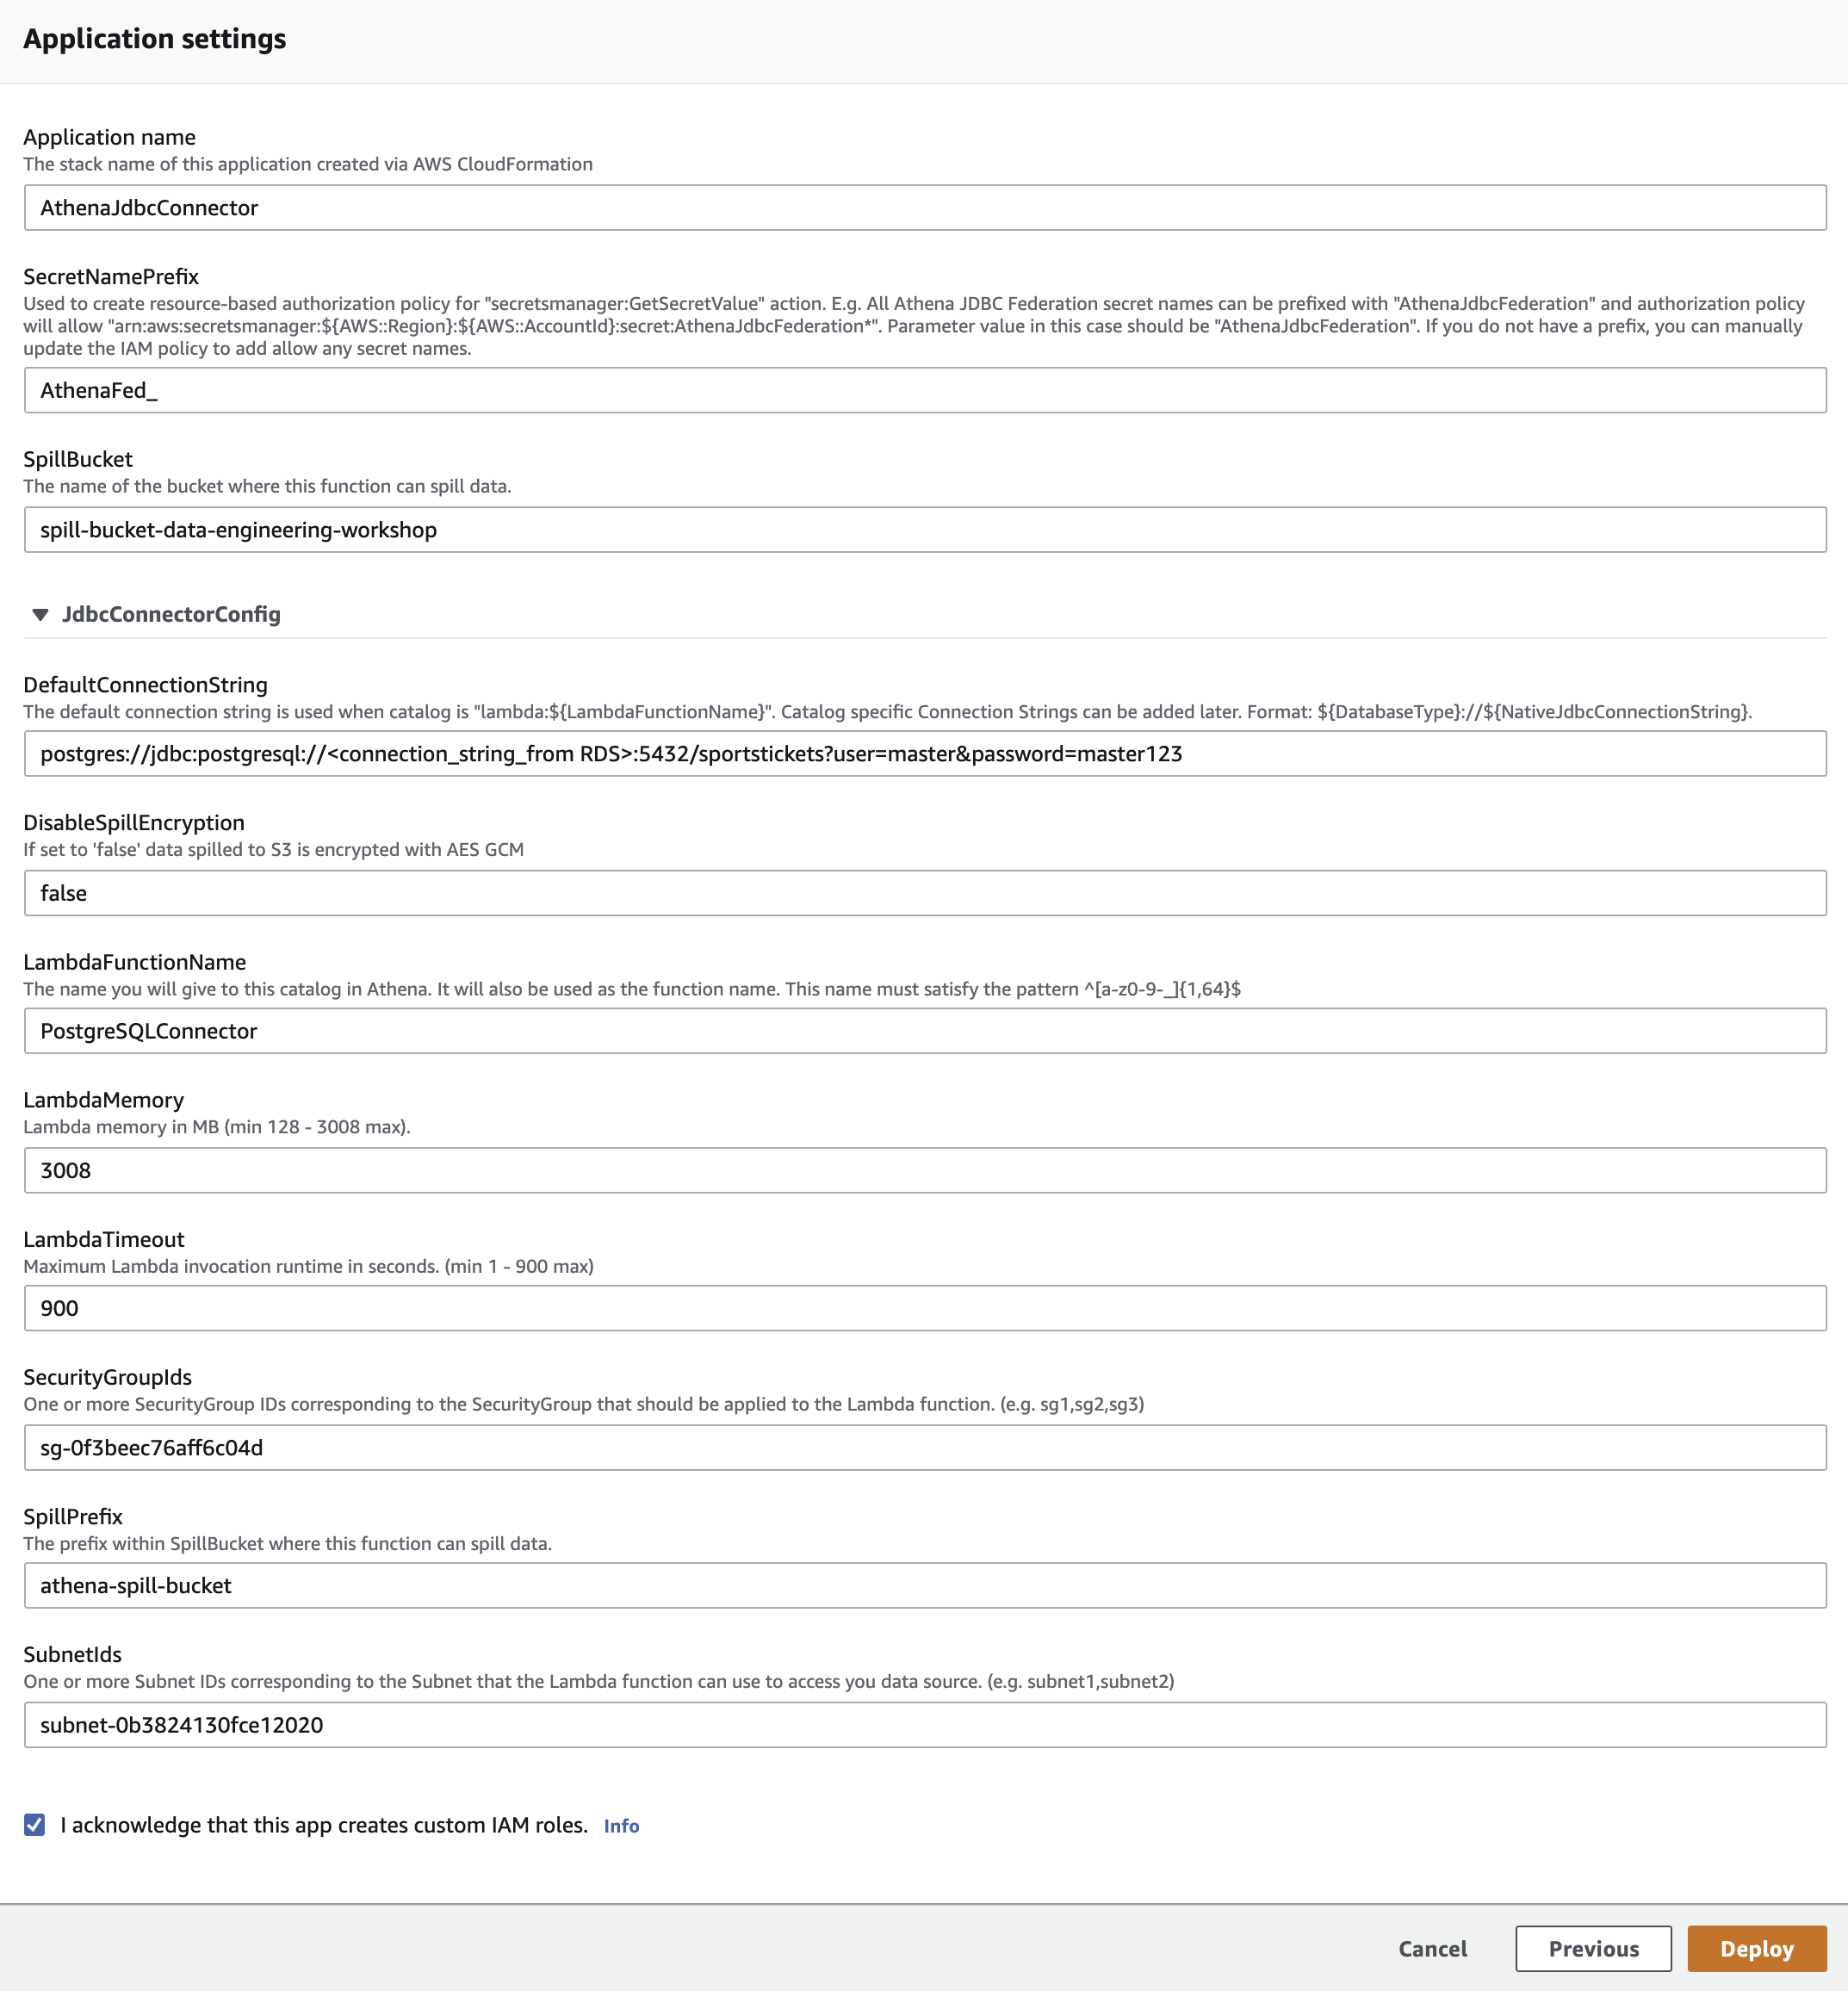 Application settings
Application name
The stack name of this application created via AWS CloudFormation
AthenaJdbcConnector
SecretNamePrefix
Used to create resource-based authorization policy for "secretsmanager:GetSecretValue" action. E.g. All Athena JDBC Federation secret names can be prefixed with "AthenaJdbcFederation" and authorization policy
will allow "arn:aws:secretsmanager:${AWS::Region}:${AWS::AccountId}:secret:AthenaJdbcFederation*". Parameter value in this case should be "AthenaJdbcFederation". If you do not have a prefix, you can manually
update the IAM policy to add allow any secret names.
AthenaFed_
SpillBucket
The name of the bucket where this function can spill data.
spill-bucket-data-engineering-workshop
▼ JdbcConnectorConfig
DefaultConnectionString
The default connection string is used when catalog is "lambda:${LambdaFunctionName}". Catalog specific Connection Strings can be added later. Format: ${DatabaseType}://${NativeJdbcConnectionString}.
postgres://jdbc:postgresql://<connection_string_from RDS>:5432/sportstickets?user=master&password=master123
DisableSpillEncryption
If set to 'false' data spilled to S3 is encrypted with AES GCM
false
LambdaFunctionName
The name you will give to this catalog in Athena. It will also be used as the function name. This name must satisfy the pattern ^[a-z0-9-_]{1,64}$
PostgreSQLConnector
LambdaMemory
Lambda memory in MB (min 128 - 3008 max).
3008
LambdaTimeout
Maximum Lambda invocation runtime in seconds. (min 1 - 900 max)
900
SecurityGroupIds
One or more SecurityGroup IDs corresponding to the SecurityGroup that should be applied to the Lambda function. (e.g. sg1,sg2,sg3)
sg-0f3beec76aff6c04d
SpillPrefix
The prefix within SpillBucket where this function can spill data.
athena-spill-bucket
SubnetIds
One or more Subnet IDs corresponding to the Subnet that the Lambda function can use to access you data source. (e.g. subnet1,subnet2)
subnet-0b3824130fce12020
I acknowledge that this app creates custom IAM roles. Info
Cancel Previous Deploy